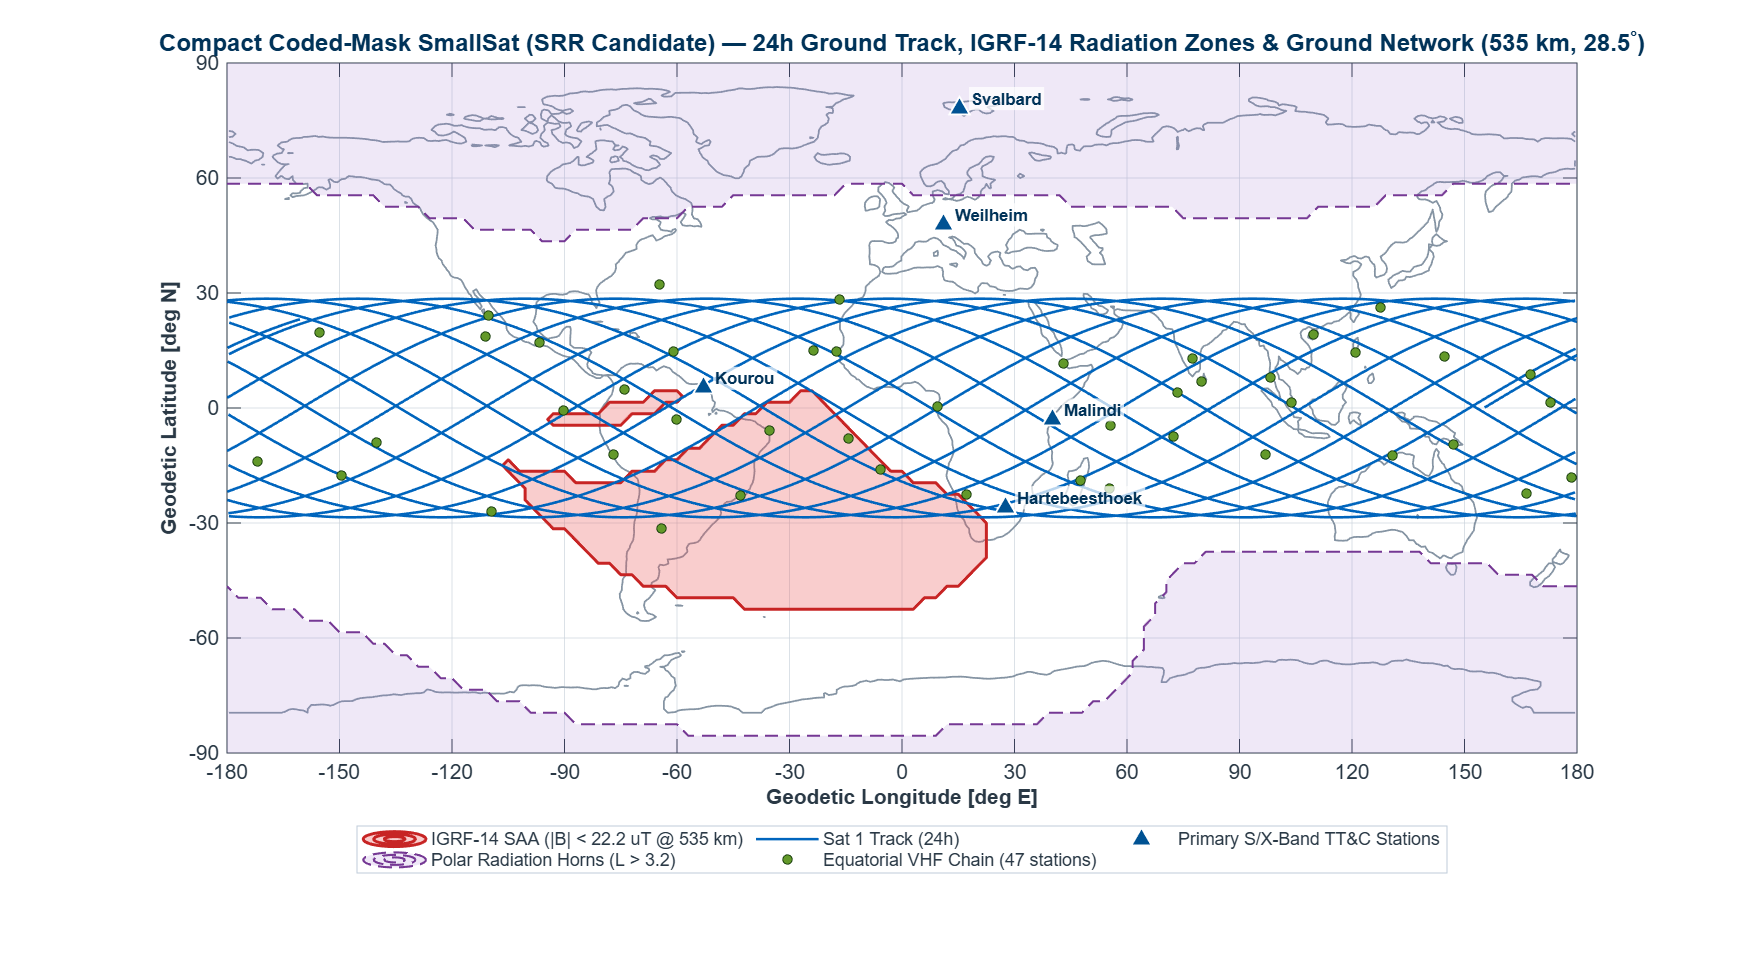 Compact Coded-Mask SmallSat (SRR Candidate) — 24h Ground Track, IGRF-14 Radiation Zones & Ground Network (535 km, 28.5°)
90
60
30
0
-30
-60
-90
Geodetic Latitude [deg N]
Svalbard
Weilheim
Kourou
Malindi
Hartebeesthoek
-180 -150 -120 -90 -60 -30 0 30 60 90 120 150 180
Geodetic Longitude [deg E]
IGRF-14 SAA (|B| < 22.2 uT @ 535 km) Sat 1 Track (24h) Primary S/X-Band TT&C Stations
Polar Radiation Horns (L > 3.2) Equatorial VHF Chain (47 stations)